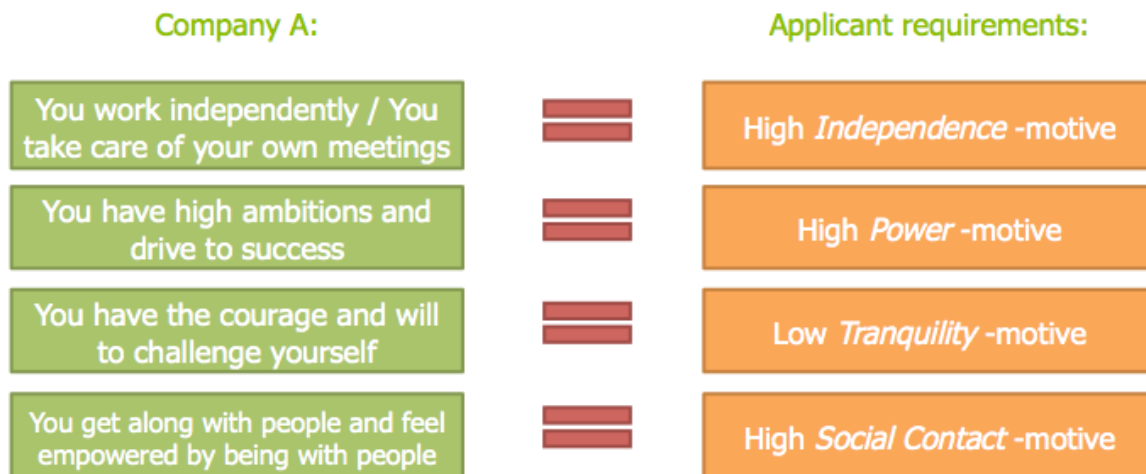 Company A:
Applicant requirements:
You work independently / You
take care of your own meetings
High Independence -motive
You have high ambitions and
drive to success
High Power -motive
You have the courage and will
to challenge yourself
Low Tranquility -motive
You get along with people and feel
empowered by being with people
High Social Contact -motive